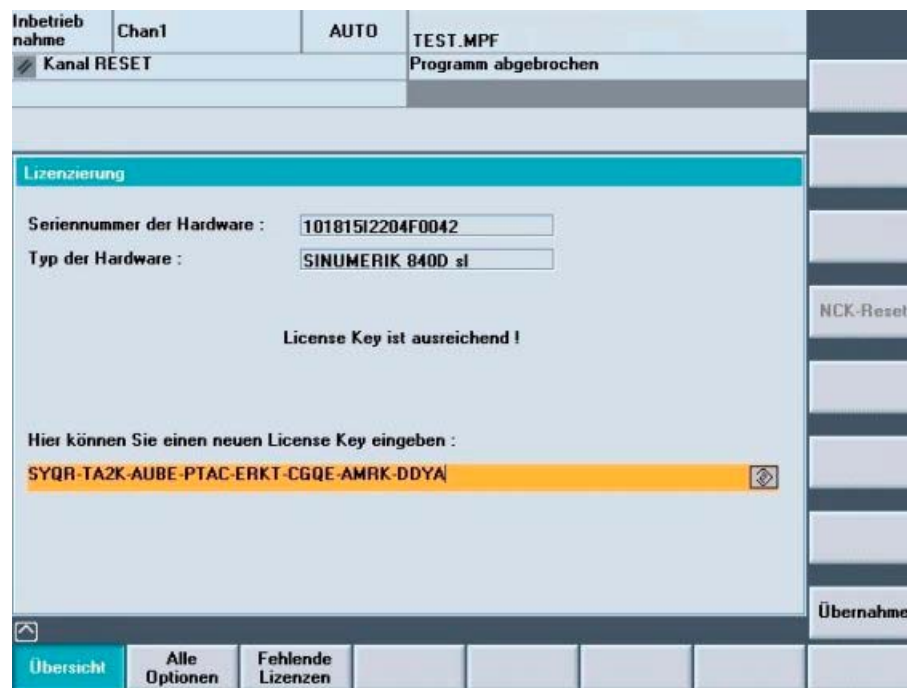 Inbetrieb
nahme
Chan1
AUTO
TEST.MPF
Kanal RESET
Programm abgebrochen
Lizenzierung
Seriennummer der Hardware :
101815I2204F0042
Typ der Hardware :
SINUMERIK 840D sl
NCK-Reset
License Key ist ausreichend !
Hier können Sie einen neuen License Key eingeben :
SYQR-TA2K-AUBE-PTAC-ERKT-CGQE-AMRK-DDYA
Übernahme
Übersicht
Alle
Optionen
Fehlende
Lizenzen